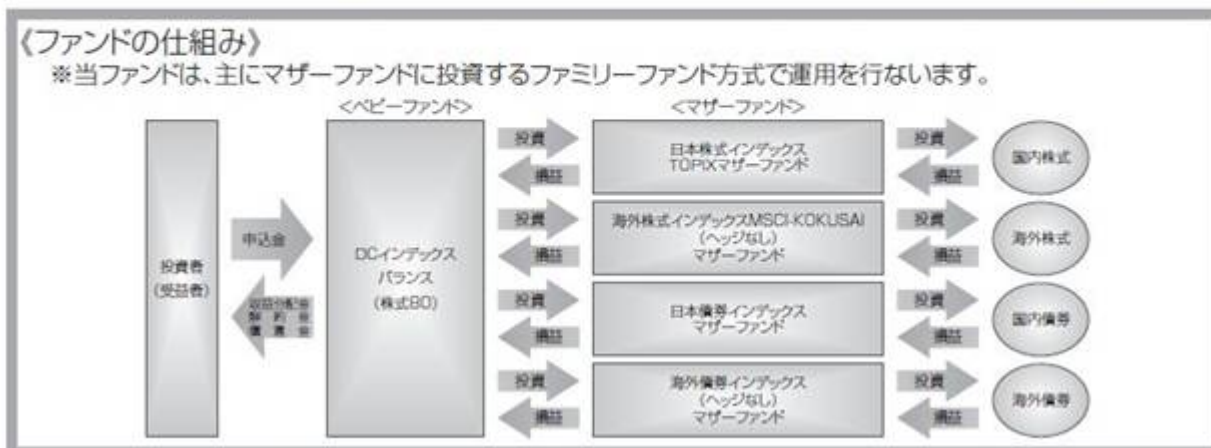 《ファンドの仕組み》
※当ファンドは、主にマザーファンドに投資するファミリーファンド方式で運用を行ないます。
<ベビーファンド>
<マザーファンド>
投資者
(受益者)
申込金
収益分配金
解約金
償還金
DCインデックス
バランス
(株式80)
投資
損益
日本株式インデックス
TOPIXマザーファンド
投資
損益
国内株式
投資
損益
海外株式インデックスMSCI-KOKUSAI
(ヘッジなし)
マザーファンド
投資
損益
海外株式
投資
損益
日本債券インデックス
マザーファンド
投資
損益
国内債券
投資
損益
海外債券インデックス
(ヘッジなし)
マザーファンド
投資
損益
海外債券